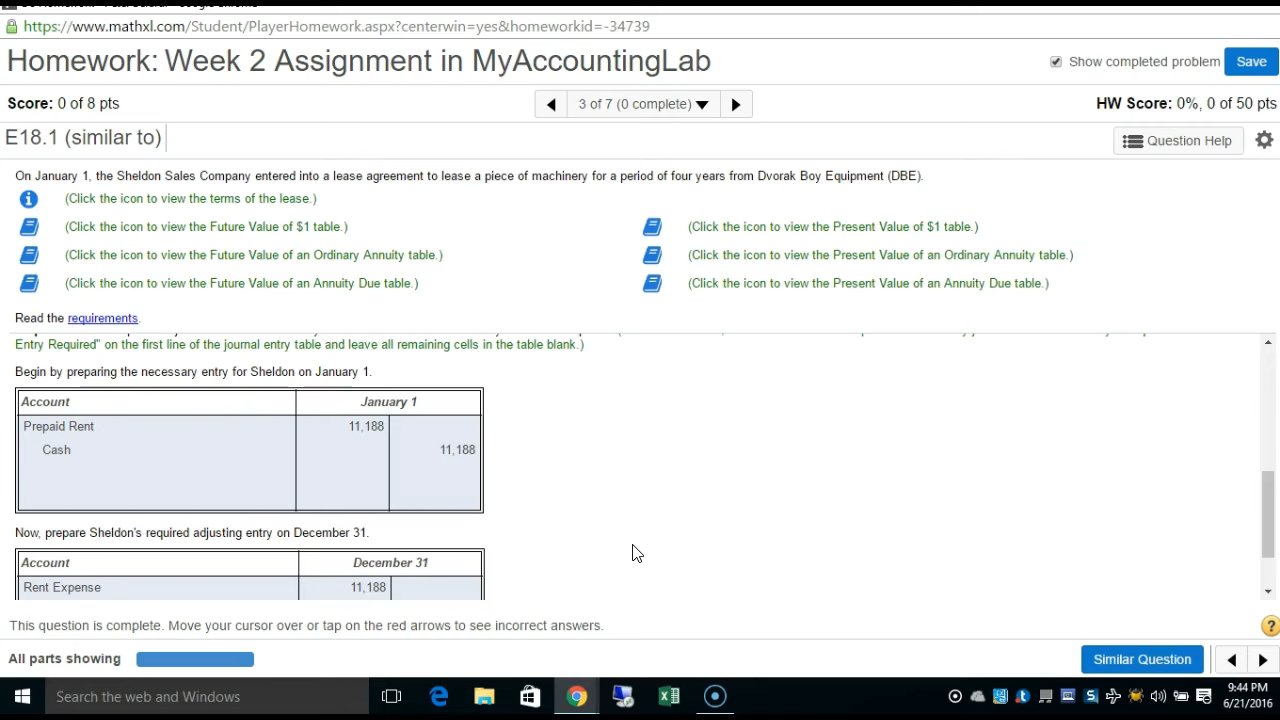 https://www.mathxl.com/Student/PlayerHomework.aspx?centerwin=yes&homeworkid=-34739
Homework: Week 2 Assignment in MyAccountingLab
Show completed problem
Save
Score: 0 of 8 pts
3 of 7 (0 complete)
HW Score: 0%, 0 of 50 pts
E18.1 (similar to)
Question Help
On January 1, the Sheldon Sales Company entered into a lease agreement to lease a piece of machinery for a period of four years from Dvorak Boy Equipment (DBE).
(Click the icon to view the terms of the lease.)
(Click the icon to view the Future Value of $1 table.)
(Click the icon to view the Present Value of $1 table.)
(Click the icon to view the Future Value of an Ordinary Annuity table.)
(Click the icon to view the Present Value of an Ordinary Annuity table.)
(Click the icon to view the Future Value of an Annuity Due table.)
(Click the icon to view the Present Value of an Annuity Due table.)
Read the requirements.
Entry Required" on the first line of the journal entry table and leave all remaining cells in the table blank.)
Begin by preparing the necessary entry for Sheldon on January 1.
Account January 1
Prepaid Rent 11,188
Cash 11,188
Now, prepare Sheldon's required adjusting entry on December 31.
Account December 31
Rent Expense 11,188
This question is complete. Move your cursor over or tap on the red arrows to see incorrect answers.
?
All parts showing
Similar Question
Search the web and Windows
9:44 PM
6/21/2016